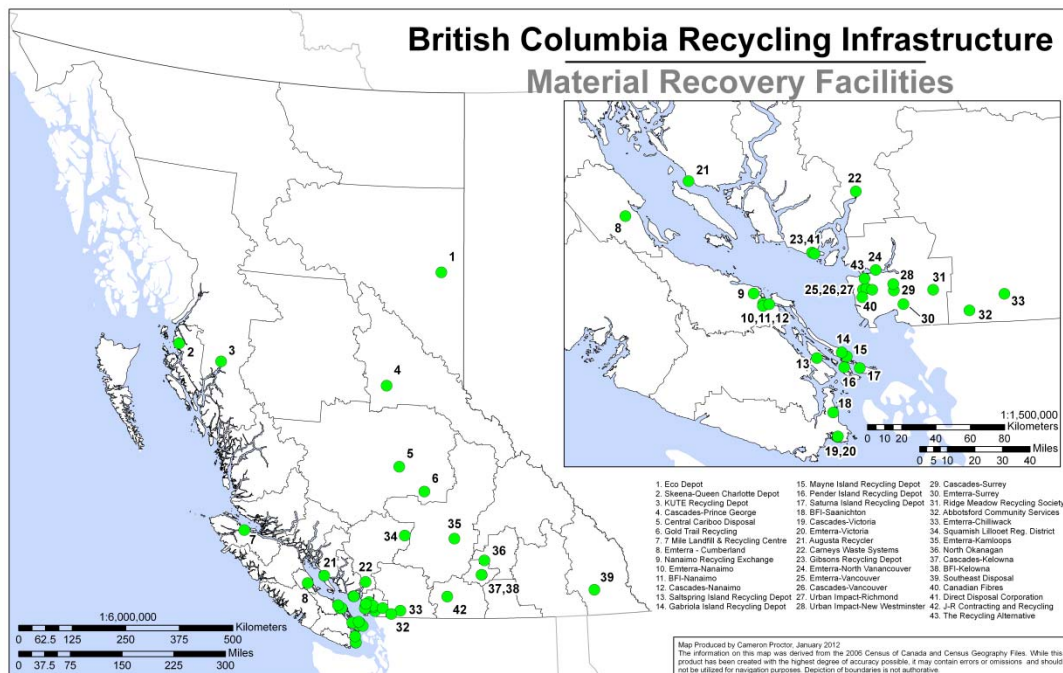 British Columbia Recycling Infrastructure
Material Recovery Facilities
21
22
8
23,41
24
43
28
25,26,27
29
31
33
9
40
30
32
10,11,12
14
15
13
16
17
18
19,20
1:1,500,000
Kilometers
0 10 20 40 60 80
Miles
0 5 10 20 30 40
1
2
3
4
5
6
7
34
35
36
21
22
37,38
8
39
42
33
32
1:6,000,000
Kilometers
0 62.5 125 250 375 500
Miles
0 37.5 75 150 225 300
1. Eco Depot
2. Skeena-Queen Charlotte Depot
3. KUTE Recycling Depot
4. Cascades-Prince George
5. Central Cariboo Disposal
6. Gold Trail Recycling
7. 7 Mile Landfill & Recycling Centre
8. Emterra - Cumberland
9. Nanaimo Recycling Exchange
10. Emterra-Nanaimo
11. BFI-Nanaimo
12. Cascades-Nanaimo
13. Saltspring Island Recycling Depot
14. Gabriola Island Recycling Depot
15. Mayne Island Recycling Depot
16. Pender Island Recycling Depot
17. Saturna Island Recycling Depot
18. BFI-Saanichton
19. Cascades-Victoria
20. Emterra-Victoria
21. Augusta Recycler
22. Carneys Waste Systems
23. Gibsons Recycling Depot
24. Emterra-North Vanancouver
25. Emterra-Vancouver
26. Cascades-Vancouver
27. Urban Impact-Richmond
28. Urban Impact-New Westminster
29. Cascades-Surrey
30. Emterra-Surrey
31. Ridge Meadow Recycling Society
32. Abbotsford Community Services
33. Emterra-Chilliwack
34. Squamish Lillooet Reg. District
35. Emterra-Kamloops
36. North Okanagan
37. Cascades-Kelowna
38. BFI-Kelowna
39. Southeast Disposal
40. Canadian Fibres
41. Direct Disposal Corporation
42. J-R Contracting and Recycling
43. The Recycling Alternative
Map Produced by Cameron Proctor, January 2012
The information on this map was derived from the 2006 Census of Canada and Census Geography Files. While this
product has been created with the highest degree of accuracy possible, it may contain errors or omissions and should
not be utilized for navigation purposes. Depiction of boundaries is not authorative.